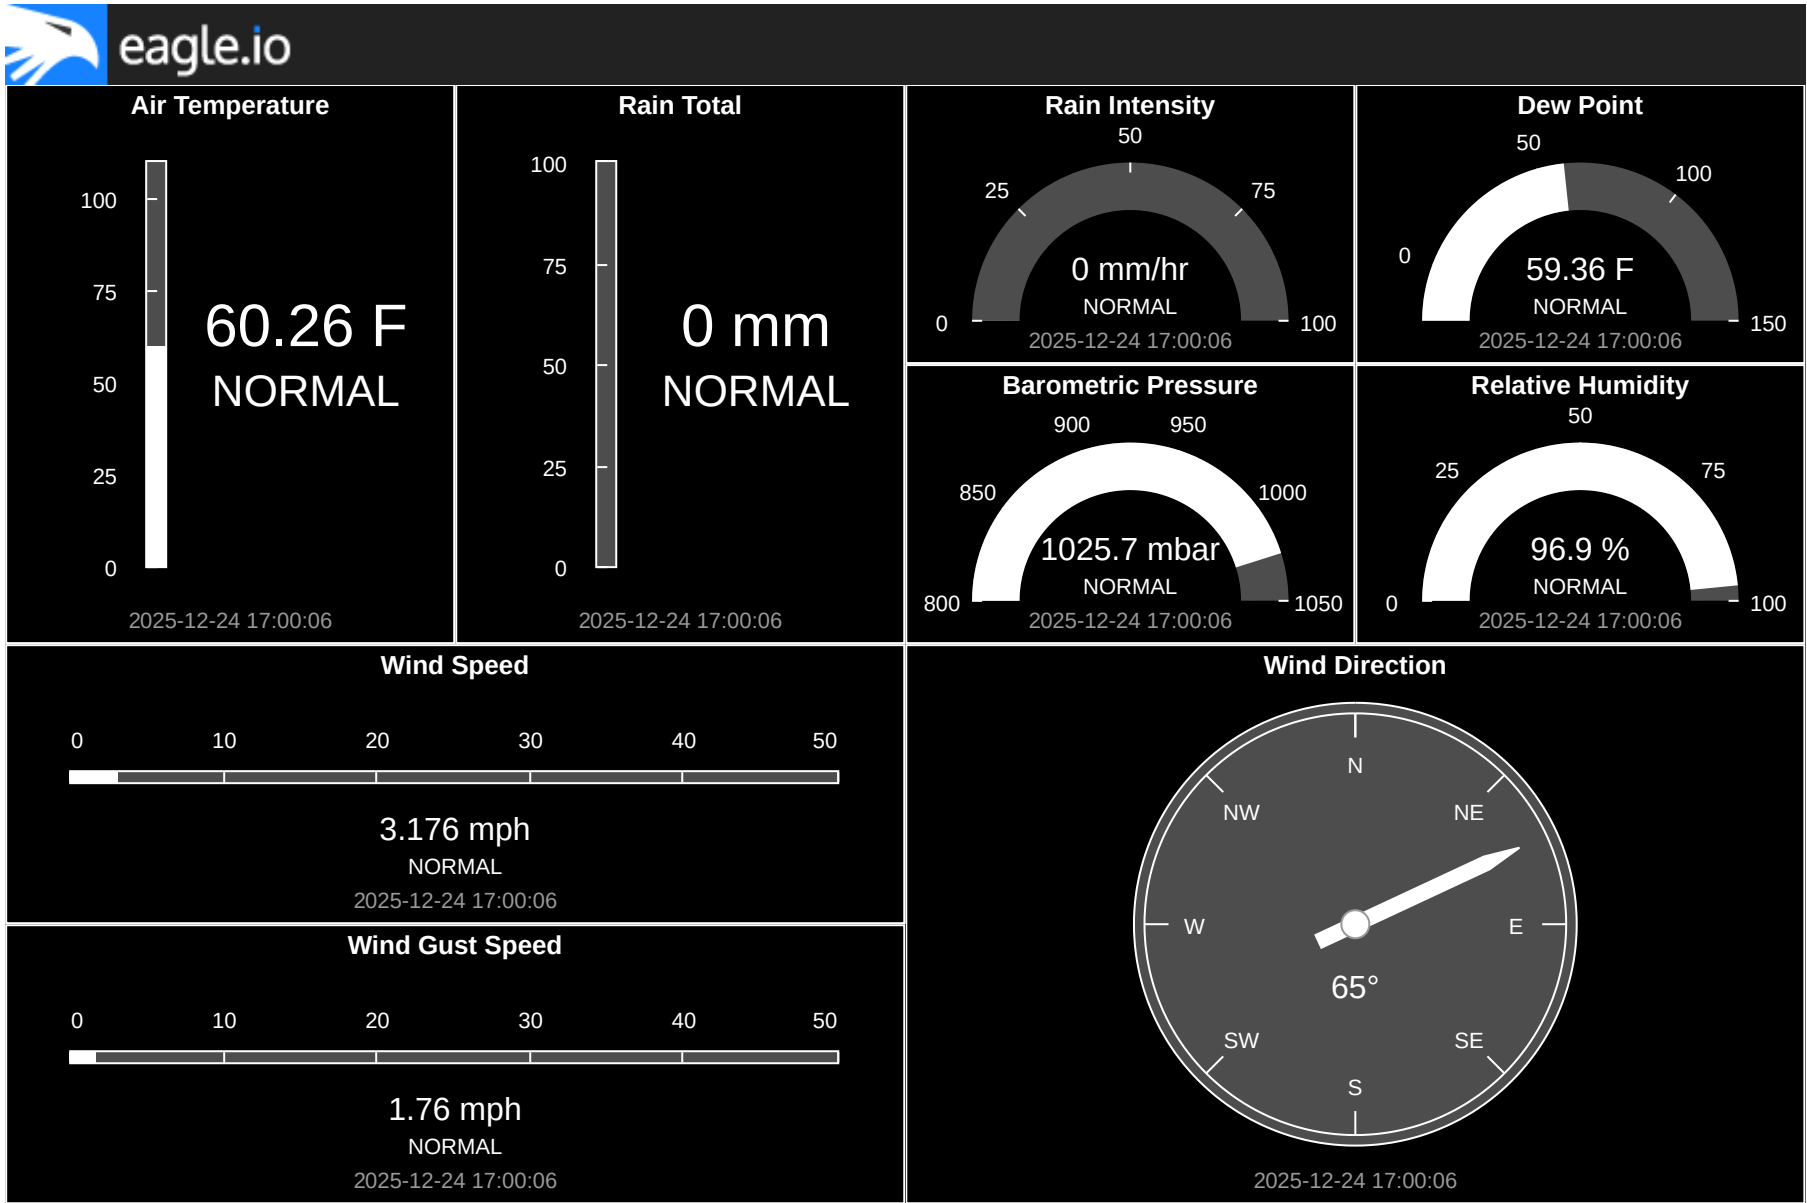 eagle.io
Air Temperature
100
75
50
25
0
60.26 F
NORMAL
2025-12-24 17:00:06
Rain Total
100
75
50
25
0
0 mm
NORMAL
2025-12-24 17:00:06
Rain Intensity
50
25
75
0
100
0 mm/hr
NORMAL
2025-12-24 17:00:06
Dew Point
50
100
0
150
59.36 F
NORMAL
2025-12-24 17:00:06
Barometric Pressure
900
950
850
1000
800
1050
1025.7 mbar
NORMAL
2025-12-24 17:00:06
Relative Humidity
50
25
75
0
100
96.9 %
NORMAL
2025-12-24 17:00:06
Wind Speed
0 10 20 30 40 50
3.176 mph
NORMAL
2025-12-24 17:00:06
Wind Gust Speed
0 10 20 30 40 50
1.76 mph
NORMAL
2025-12-24 17:00:06
Wind Direction
N
NW NE
W E
65°
SW SE
S
2025-12-24 17:00:06